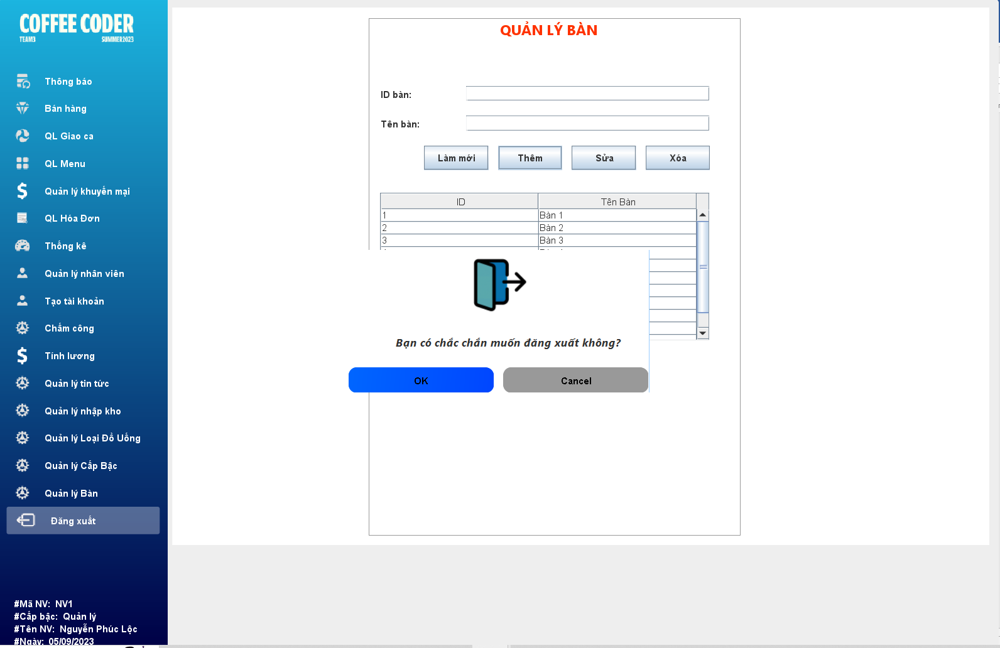 COFFEE CODER
TEAM3 SUMMER2023
Thông báo
Bán hàng
QL Giao ca
QL Menu
Quản lý khuyến mại
QL Hóa Đơn
Thống kê
Quản lý nhân viên
Tạo tài khoản
Chấm công
Tính lương
Quản lý tin tức
Quản lý nhập kho
Quản lý Loại Đồ Uống
Quản lý Cấp Bậc
Quản lý Bàn
Đăng xuất
#Mã NV: NV1
#Cấp bậc: Quản lý
#Tên NV: Nguyễn Phúc Lộc
#Ngày: 05/09/2023
QUẢN LÝ BÀN
ID bàn:
Tên bàn:
Làm mới Thêm Sửa Xóa
ID Tên Bàn
1 Bàn 1
2 Bàn 2
3 Bàn 3
Bạn có chắc chắn muốn đăng xuất không?
OK Cancel